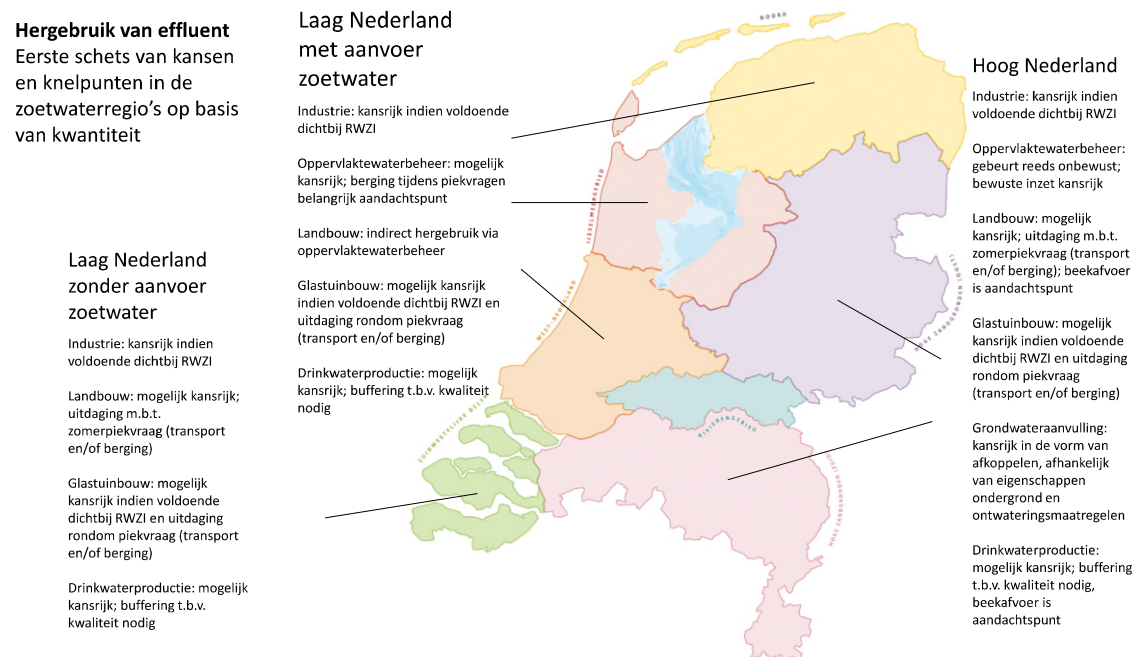 Hergebruik van effluent
Eerste schets van kansen
en knelpunten in de
zoetwaterregio's op basis
van kwantiteit
Laag Nederland
zonder aanvoer
zoetwater
Industrie: kansrijk indien
voldoende dichtbij RWZI
Landbouw: mogelijk kansrijk;
uitdaging m.b.t.
zomerpiekvraag (transport
en/of berging)
Glastuinbouw: mogelijk
kansrijk indien voldoende
dichtbij RWZI en uitdaging
rondom piekvraag (transport
en/of berging)
Drinkwaterproductie: mogelijk
kansrijk; buffering t.b.v.
kwaliteit nodig
Laag Nederland
met aanvoer
zoetwater
Industrie: kansrijk indien voldoende
dichtbij RWZI
Oppervlaktewaterbeheer: mogelijk
kansrijk; berging tijdens piekvragen
belangrijk aandachtspunt
Landbouw: indirect hergebruik via
oppervlaktewaterbeheer
Glastuinbouw: mogelijk kansrijk
indien voldoende dichtbij RWZI en
uitdaging rondom piekvraag
(transport en/of berging)
Drinkwaterproductie: mogelijk
kansrijk; buffering t.b.v. kwaliteit
nodig
NOORD
Hoog Nederland
Industrie: kansrijk indien
voldoende dichtbij RWZI
Oppervlaktewaterbeheer:
gebeurt reeds onbewust;
bewuste inzet kansrijk
Landbouw: mogelijk
kansrijk; uitdaging m.b.t.
zomerpiekvraag (transport
en/of berging); beekafvoer
is aandachtspunt
Glastuinbouw: mogelijk
kansrijk indien voldoende
dichtbij RWZI en uitdaging
rondom piekvraag
(transport en/of berging)
Grondwateraanvulling:
kansrijk in de vorm van
afkoppelen, afhankelijk
van eigenschappen
ondergrond en
ontwateringsmaatregelen
Drinkwaterproductie:
mogelijk kansrijk; buffering
t.b.v. kwaliteit nodig,
beekafvoer is
aandachtspunt